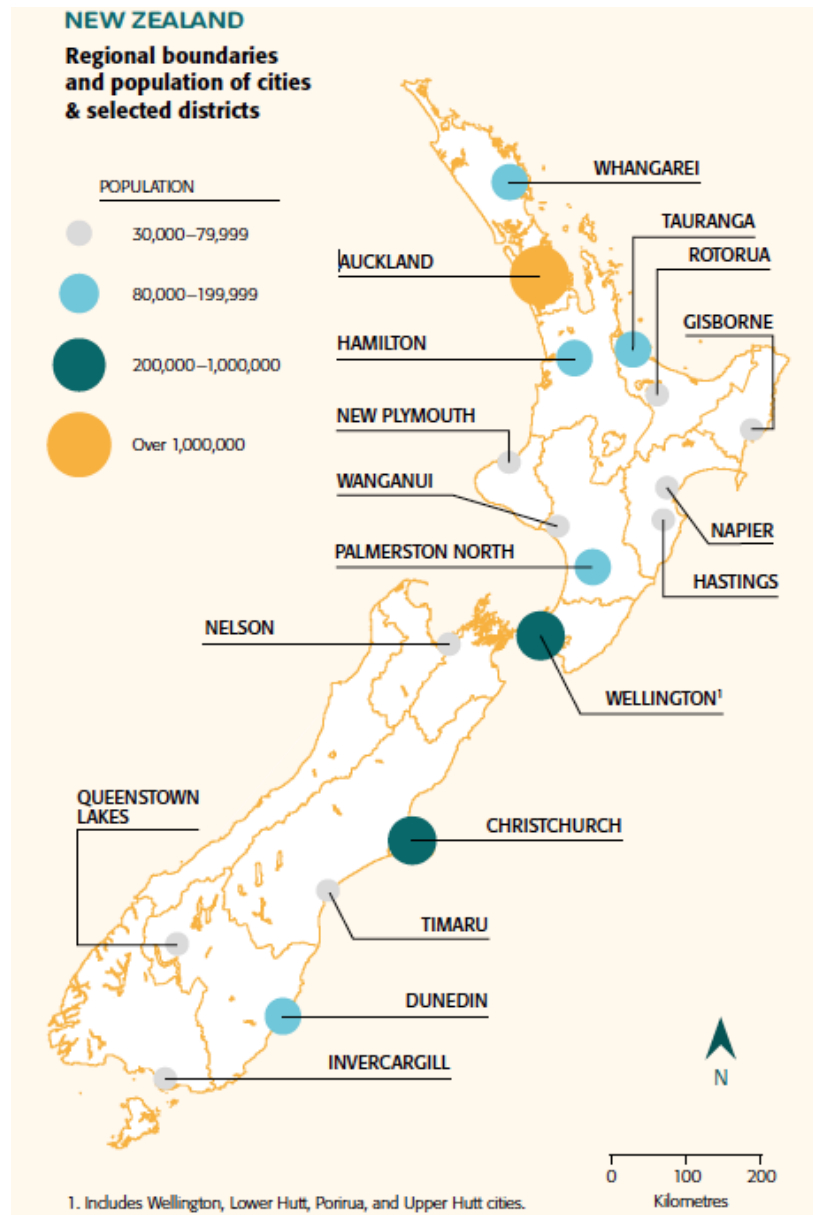 NEW ZEALAND
Regional boundaries
and population of cities
& selected districts
POPULATION
30,000–79,999
80,000–199,999
200,000–1,000,000
Over 1,000,000
WHANGAREI
TAURANGA
ROTORUA
AUCKLAND
GISBORNE
HAMILTON
NEW PLYMOUTH
WANGANUI
NAPIER
PALMERSTON NORTH
HASTINGS
NELSON
WELLINGTON¹
QUEENSTOWN
LAKES
CHRISTCHURCH
TIMARU
DUNEDIN
INVERCARGILL
N
0 100 200
Kilometres
1. Includes Wellington, Lower Hutt, Porirua, and Upper Hutt cities.